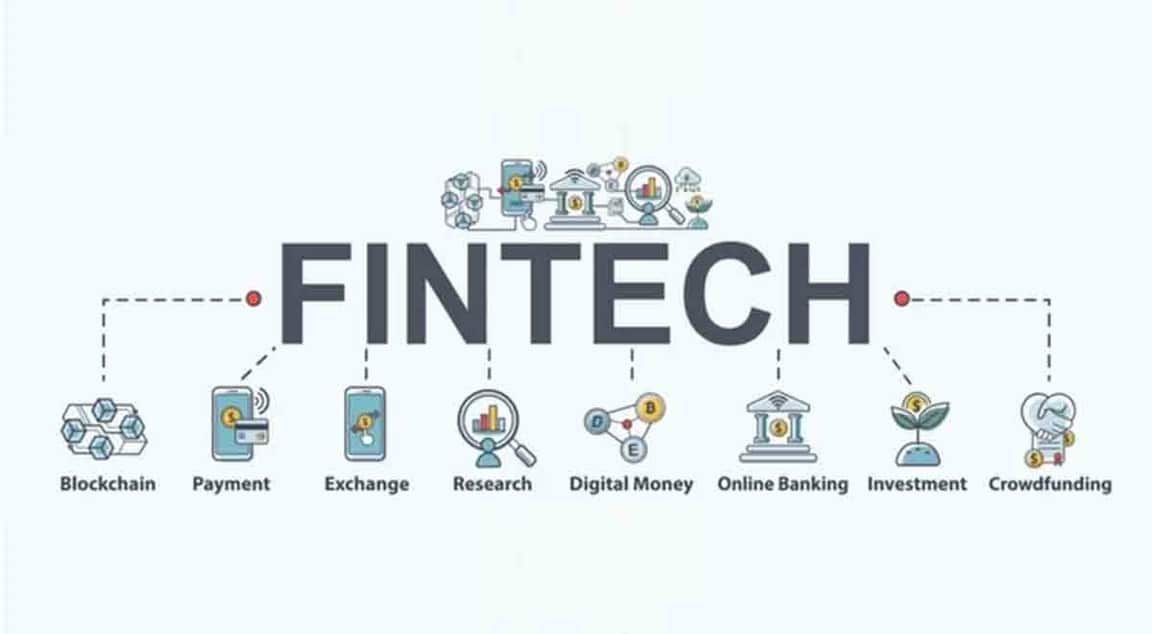 FINTECH
Blockchain Payment Exchange Research Digital Money Online Banking Investment Crowdfunding
D B E